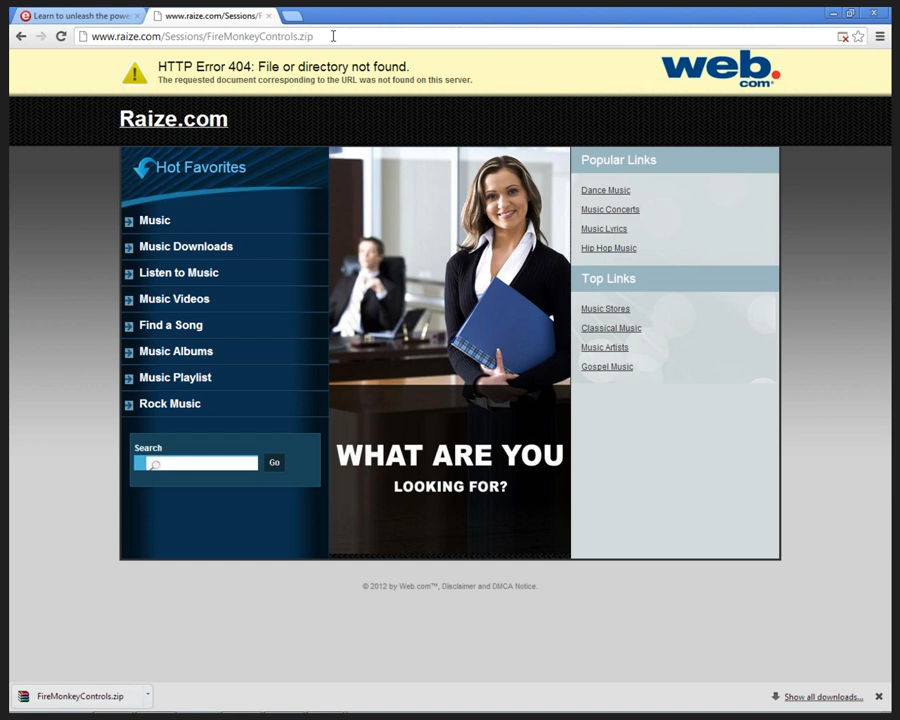 Learn to unleash the powe
www.raize.com/Sessions/F
www.raize.com/Sessions/FireMonkeyControls.zip
HTTP Error 404: File or directory not found.
The requested document corresponding to the URL was not found on this server.
web.com
Raize.com
Hot Favorites
Music
Music Downloads
Listen to Music
Music Videos
Find a Song
Music Albums
Music Playlist
Rock Music
Search
Go
WHAT ARE YOU
LOOKING FOR?
Popular Links
Dance Music
Music Concerts
Music Lyrics
Hip Hop Music
Top Links
Music Stores
Classical Music
Music Artists
Gospel Music
© 2012 by Web.com™, Disclaimer and DMCA Notice.
FireMonkeyControls.zip
Show all downloads...